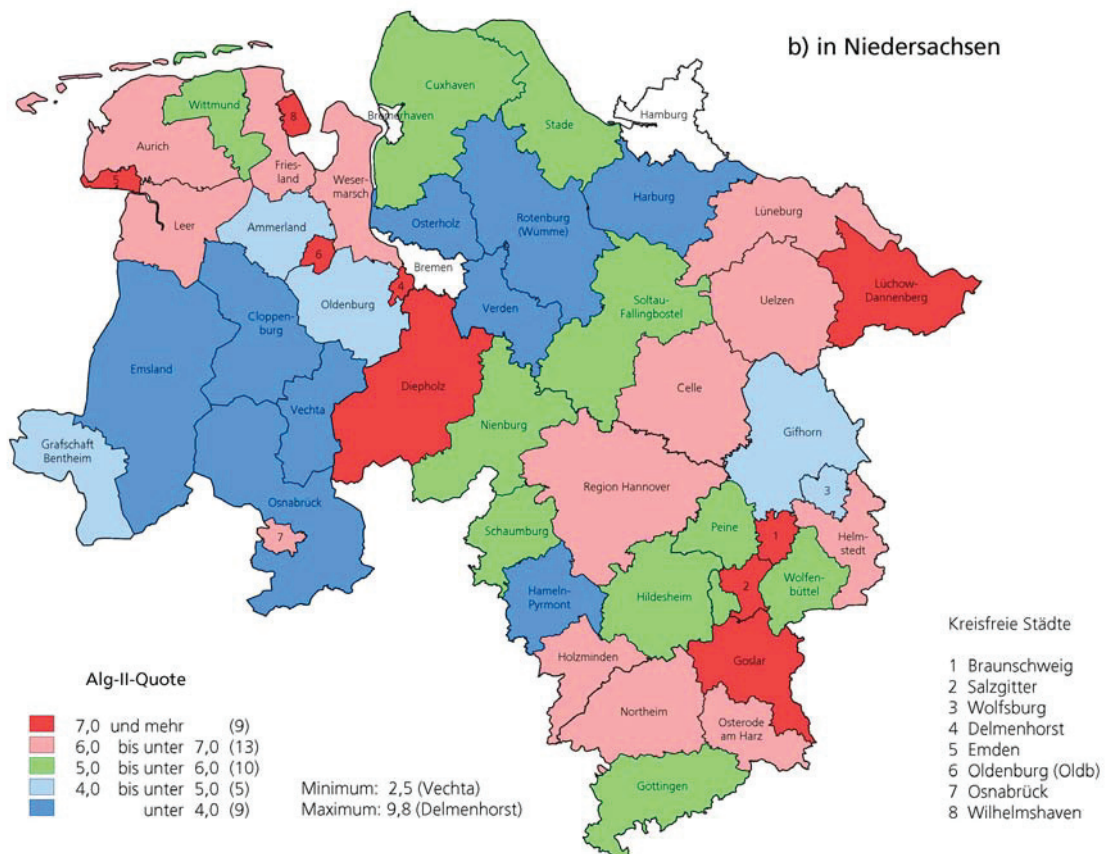 b) in Niedersachsen
Cuxhaven
Wittmund
Hamburg
8
Bremerhaven
Stade
Aurich
Fries-
land
Weser-
marsch
5
Harburg
Lüneburg
Leer
Osterholz
Rotenburg
(Wümme)
Ammerland
6
Bremen
Lüchow-
Dannenberg
4
Uelzen
Oldenburg
Soltau-
Fallingbostel
Verden
Cloppen-
burg
Emsland
Celle
Diepholz
Vechta
Gifhorn
Nienburg
Grafschaft
Bentheim
Region Hannover
3
Osnabrück
Peine
Schaumburg
7
1
Helm-
stedt
Wolfen-
büttel
2
Hameln-
Pyrmont
Hildesheim
Holzminden
Goslar
Northeim
Osterode
am Harz
Göttingen
Alg-II-Quote
7,0 und mehr (9)
6,0 bis unter 7,0 (13)
5,0 bis unter 6,0 (10)
4,0 bis unter 5,0 (5)
unter 4,0 (9)
Minimum: 2,5 (Vechta)
Maximum: 9,8 (Delmenhorst)
Kreisfreie Städte
1 Braunschweig
2 Salzgitter
3 Wolfsburg
4 Delmenhorst
5 Emden
6 Oldenburg (Oldb)
7 Osnabrück
8 Wilhelmshaven